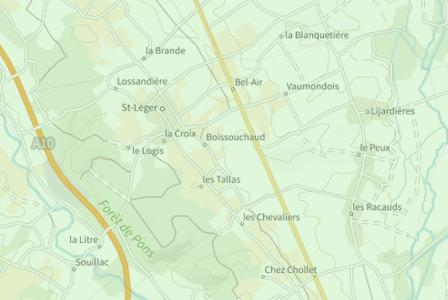 la Blanquetière
la Brande
Lossandière
Bel-Air
Vaumondois
St-Léger
Lijardières
la Croix
Boissouchaud
A10
le Logis
le Peux
les Tallas
Forêt de Pons
les Racauds
les Chevaliers
la Litre
Souillac
Chez Chollet